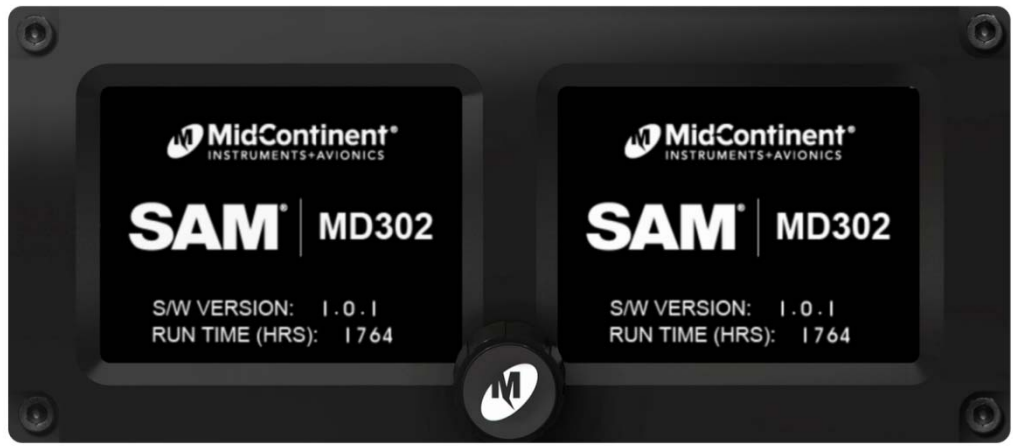 MidContinent®
INSTRUMENTS+AVIONICS
SAM® | MD302
S/W VERSION: 1.0.1
RUN TIME (HRS): 1764
MidContinent®
INSTRUMENTS+AVIONICS
SAM® | MD302
S/W VERSION: 1.0.1
RUN TIME (HRS): 1764
M